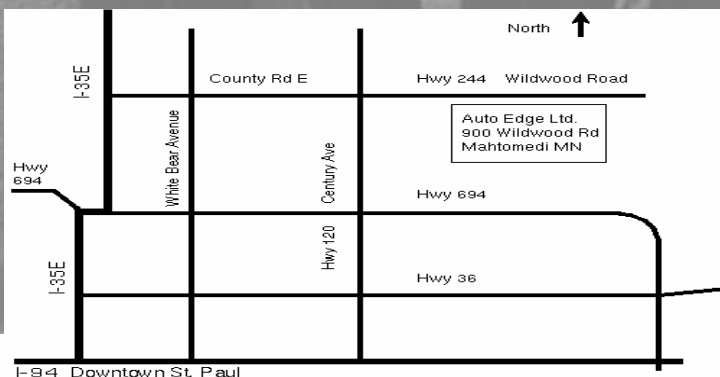 North
I-35E
County Rd E
Hwy 244 Wildwood Road
White Bear Avenue
Century Ave
Auto Edge Ltd.
900 Wildwood Rd
Mahtomedi MN
Hwy
694
Hwy 694
Hwy 120
I-35E
Hwy 36
I-94 Downtown St. Paul